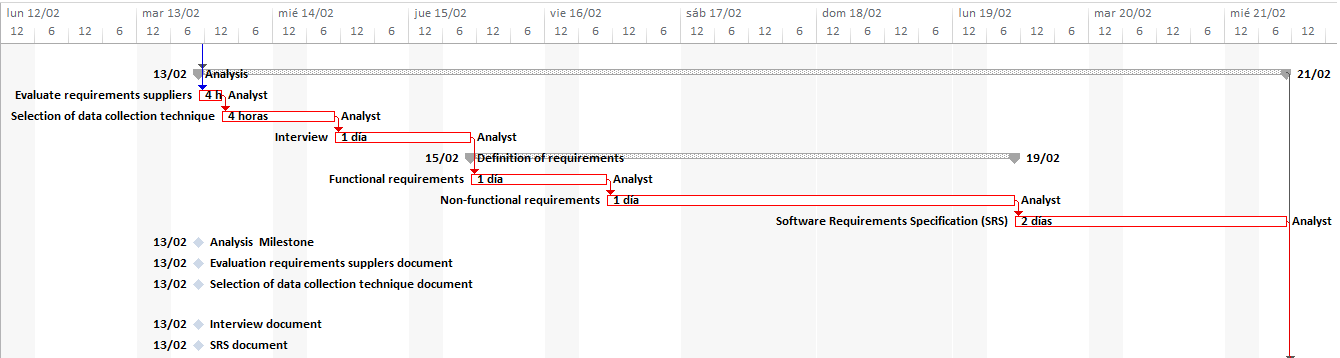 lun 12/02 mar 13/02 mié 14/02 jue 15/02 vie 16/02 sáb 17/02 dom 18/02 lun 19/02 mar 20/02 mié 21/02
12 6 12 6 12 6 12 6 12 6 12 6 12 6 12 6 12 6 12 6 12 6 12 6 12 6 12 6 12 6 12 6 12 6 12 6 12 6 12
13/02 Analysis 21/02
Evaluate requirements suppliers 4 h Analyst
Selection of data collection technique 4 horas Analyst
Interview 1 día Analyst
15/02 Definition of requirements 19/02
Functional requirements 1 día Analyst
Non-functional requirements 1 día Analyst
Software Requirements Specification (SRS) 2 días Analyst
13/02 Analysis Milestone
13/02 Evaluation requirements supplers document
13/02 Selection of data collection technique document
13/02 Interview document
13/02 SRS document